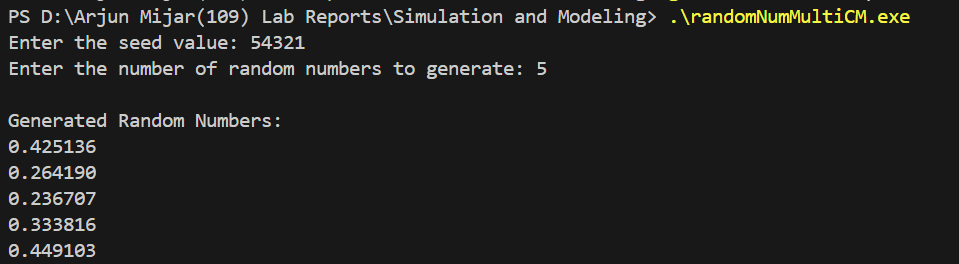 PS D:\Arjun Mijar(109) Lab Reports\Simulation and Modeling> .\randomNumMultiCM.exe
Enter the seed value: 54321
Enter the number of random numbers to generate: 5
Generated Random Numbers:
0.425136
0.264190
0.236707
0.333816
0.449103